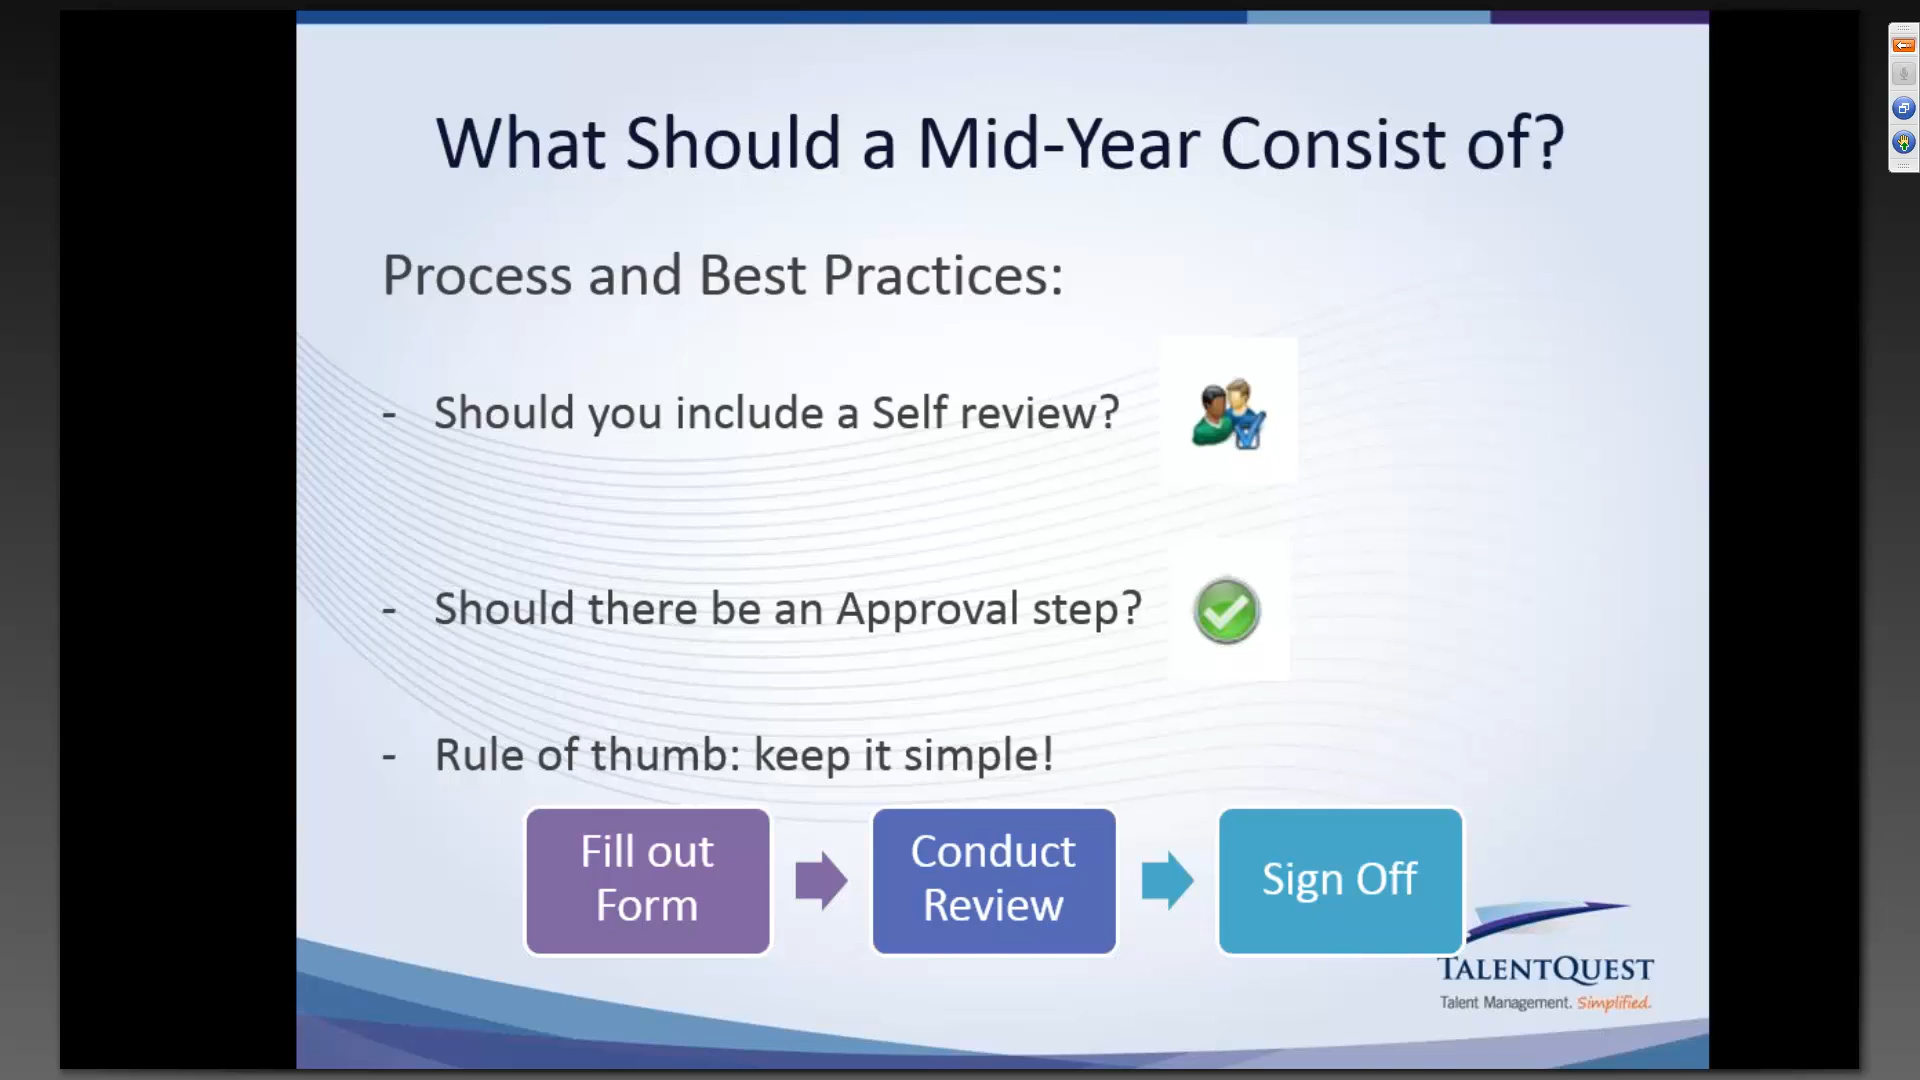 What Should a Mid-Year Consist of?
Process and Best Practices:
- Should you include a Self review?
- Should there be an Approval step?
- Rule of thumb: keep it simple!
Fill out
Form
Conduct
Review
Sign Off
TALENTQUEST
Talent Management. Simplified.